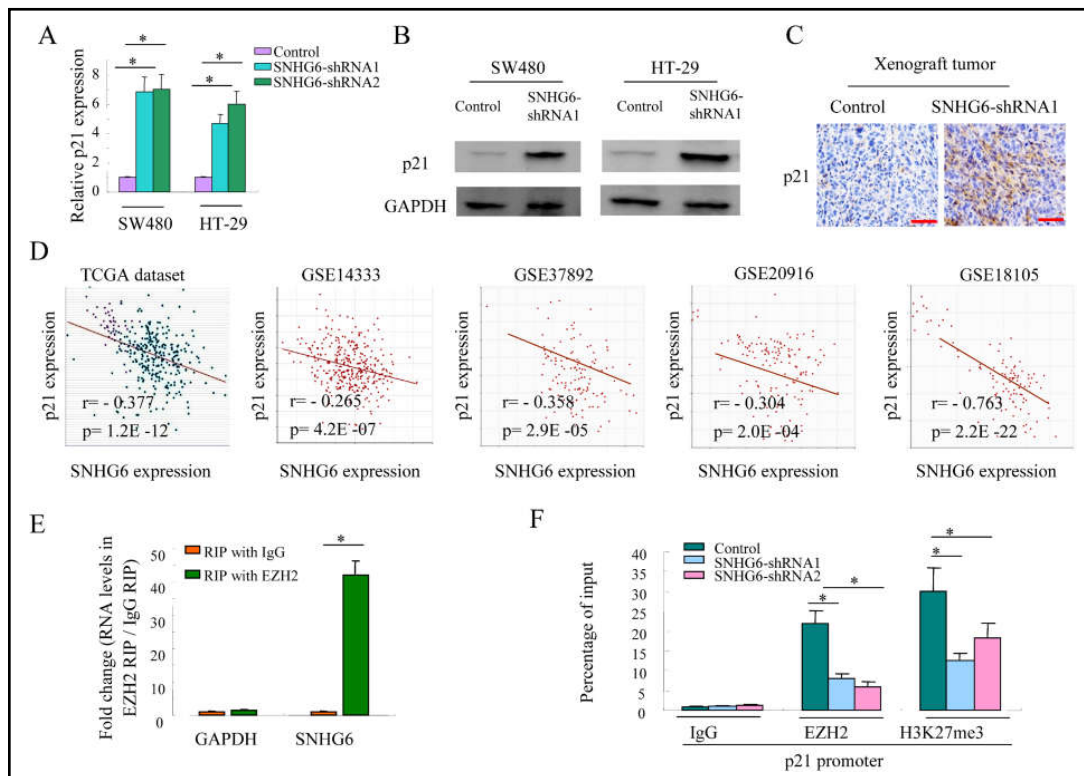 A
*
*
*
*
Control
SNHG6-shRNA1
SNHG6-shRNA2
Relative p21 expression
8
6
4
2
0
SW480
HT-29
B
SW480
HT-29
Control
SNHG6-
shRNA1
Control
SNHG6-
shRNA1
p21
GAPDH
C
Xenograft tumor
Control
SNHG6-shRNA1
p21
D
TCGA dataset
p21 expression
r= - 0.377
p= 1.2E -12
SNHG6 expression
GSE14333
p21 expression
r= - 0.265
p= 4.2E -07
SNHG6 expression
GSE37892
p21 expression
r= - 0.358
p= 2.9E -05
SNHG6 expression
GSE20916
p21 expression
r= - 0.304
p= 2.0E -04
SNHG6 expression
GSE18105
p21 expression
r= - 0.763
p= 2.2E -22
SNHG6 expression
E
Fold change (RNA levels in
EZH2 RIP / IgG RIP)
RIP with IgG
RIP with EZH2
*
50
40
30
20
10
0
GAPDH
SNHG6
F
Percentage of input
Control
SNHG6-shRNA1
SNHG6-shRNA2
*
*
*
*
40
35
30
25
20
15
10
5
0
IgG
EZH2
H3K27me3
p21 promoter